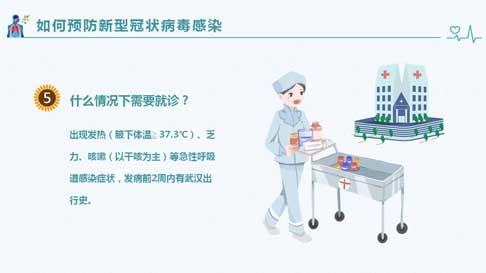 如何预防新型冠状病毒感染
5
什么情况下需要就诊？
出现发热（腋下体温：37.3℃）、乏
力、咳嗽（以干咳为主）等急性呼吸
道感染症状，发病前2周内有武汉出
行史。